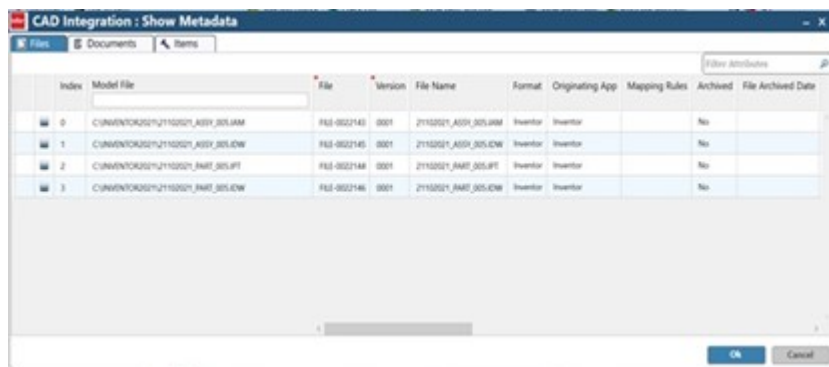 infor CAD Integration : Show Metadata
Files Documents Items
Filter Attributes
Index Model File File Version File Name Format Originating App Mapping Rules Archived File Archived Date
0 C:\INVENTOR2021\21102021_ASSY_005.IAM FILE-0022143 0001 21102021_ASSY_005.IAM Inventor Inventor No
1 C:\INVENTOR2021\21102021_ASSY_005.IDW FILE-0022145 0001 21102021_ASSY_005.IDW Inventor Inventor No
2 C:\INVENTOR2021\21102021_PART_005.IPT FILE-0022144 0001 21102021_PART_005.IPT Inventor Inventor No
3 C:\INVENTOR2021\21102021_PART_005.IDW FILE-0022146 0001 21102021_PART_005.IDW Inventor Inventor No
Ok Cancel